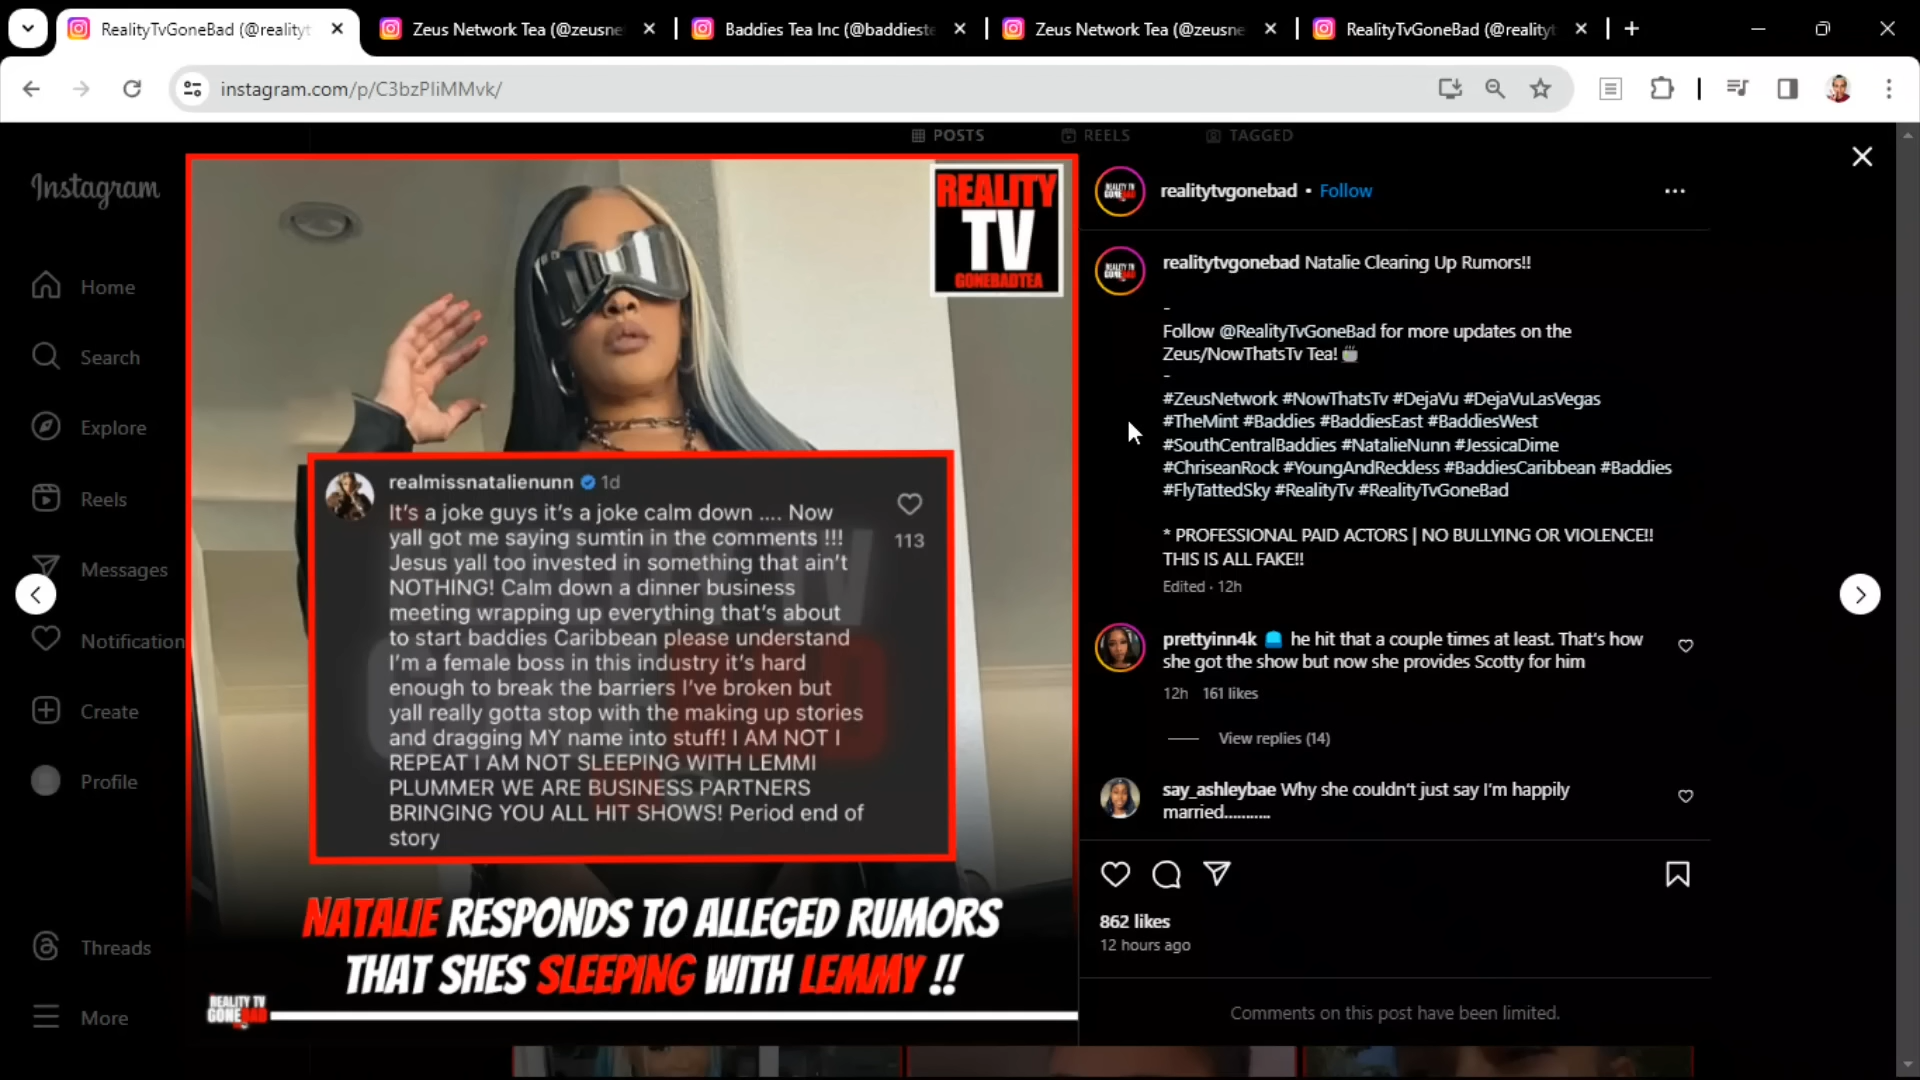 RealityTvGoneBad (@realityt
Zeus Network Tea (@zeusne
Baddies Tea Inc (@baddieste
Zeus Network Tea (@zeusne
RealityTvGoneBad (@realityt
instagram.com/p/C3bzPIiMMvk/
POSTS
REELS
TAGGED
Instagram
Home
Search
Explore
Reels
Messages
Notification
Create
Profile
Threads
More
REALITY
TV
GONEBADTEA
realmissnatalienunn 1d
It's a joke guys it's a joke calm down .... Now
yall got me saying sumtin in the comments !!!
Jesus yall too invested in something that ain't
NOTHING! Calm down a dinner business
meeting wrapping up everything that's about
to start baddies Caribbean please understand
I'm a female boss in this industry it's hard
enough to break the barriers I've broken but
yall really gotta stop with the making up stories
and dragging MY name into stuff! I AM NOT I
REPEAT I AM NOT SLEEPING WITH LEMMI
PLUMMER WE ARE BUSINESS PARTNERS
BRINGING YOU ALL HIT SHOWS! Period end of
story
113
NATALIE RESPONDS TO ALLEGED RUMORS
THAT SHES SLEEPING WITH LEMMY !!
REALITY TV
GONEBAD
realitytvgonebad • Follow
realitytvgonebad Natalie Clearing Up Rumors!!
-
Follow @RealityTvGoneBad for more updates on the
Zeus/NowThatsTv Tea!🍵
-
#ZeusNetwork #NowThatsTv #DejaVu #DejaVuLasVegas
#TheMint #Baddies #BaddiesEast #BaddiesWest
#SouthCentralBaddies #NatalieNunn #JessicaDime
#ChriseanRock #YoungAndReckless #BaddiesCaribbean #Baddies
#FlyTattedSky #RealityTv #RealityTvGoneBad
* PROFESSIONAL PAID ACTORS | NO BULLYING OR VIOLENCE!!
THIS IS ALL FAKE!!
Edited · 12h
prettyinn4k 🧢 he hit that a couple times at least. That's how
she got the show but now she provides Scotty for him
12h 161 likes
View replies (14)
say_ashleybae Why she couldn't just say I'm happily
married...........
862 likes
12 hours ago
Comments on this post have been limited.